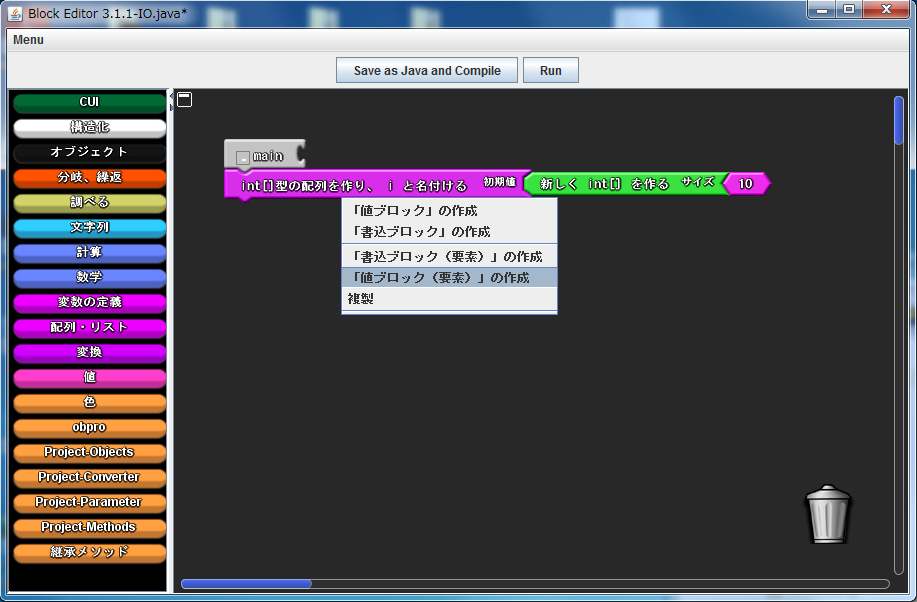 Block Editor 3.1.1-IO.java*
Menu
Save as Java and Compile
Run
CUI
構造化
オブジェクト
分岐、繰返
調べる
文字列
計算
数学
変数の定義
配列・リスト
変換
値
色
obpro
Project-Objects
Project-Converter
Project-Parameter
Project-Methods
継承メソッド
main
int[]型の配列を作り、 i と名付ける 初期値 新しく int[] を作る サイズ 10
「値ブロック」の作成
「書込ブロック」の作成
「書込ブロック（要素）」の作成
「値ブロック（要素）」の作成
複製